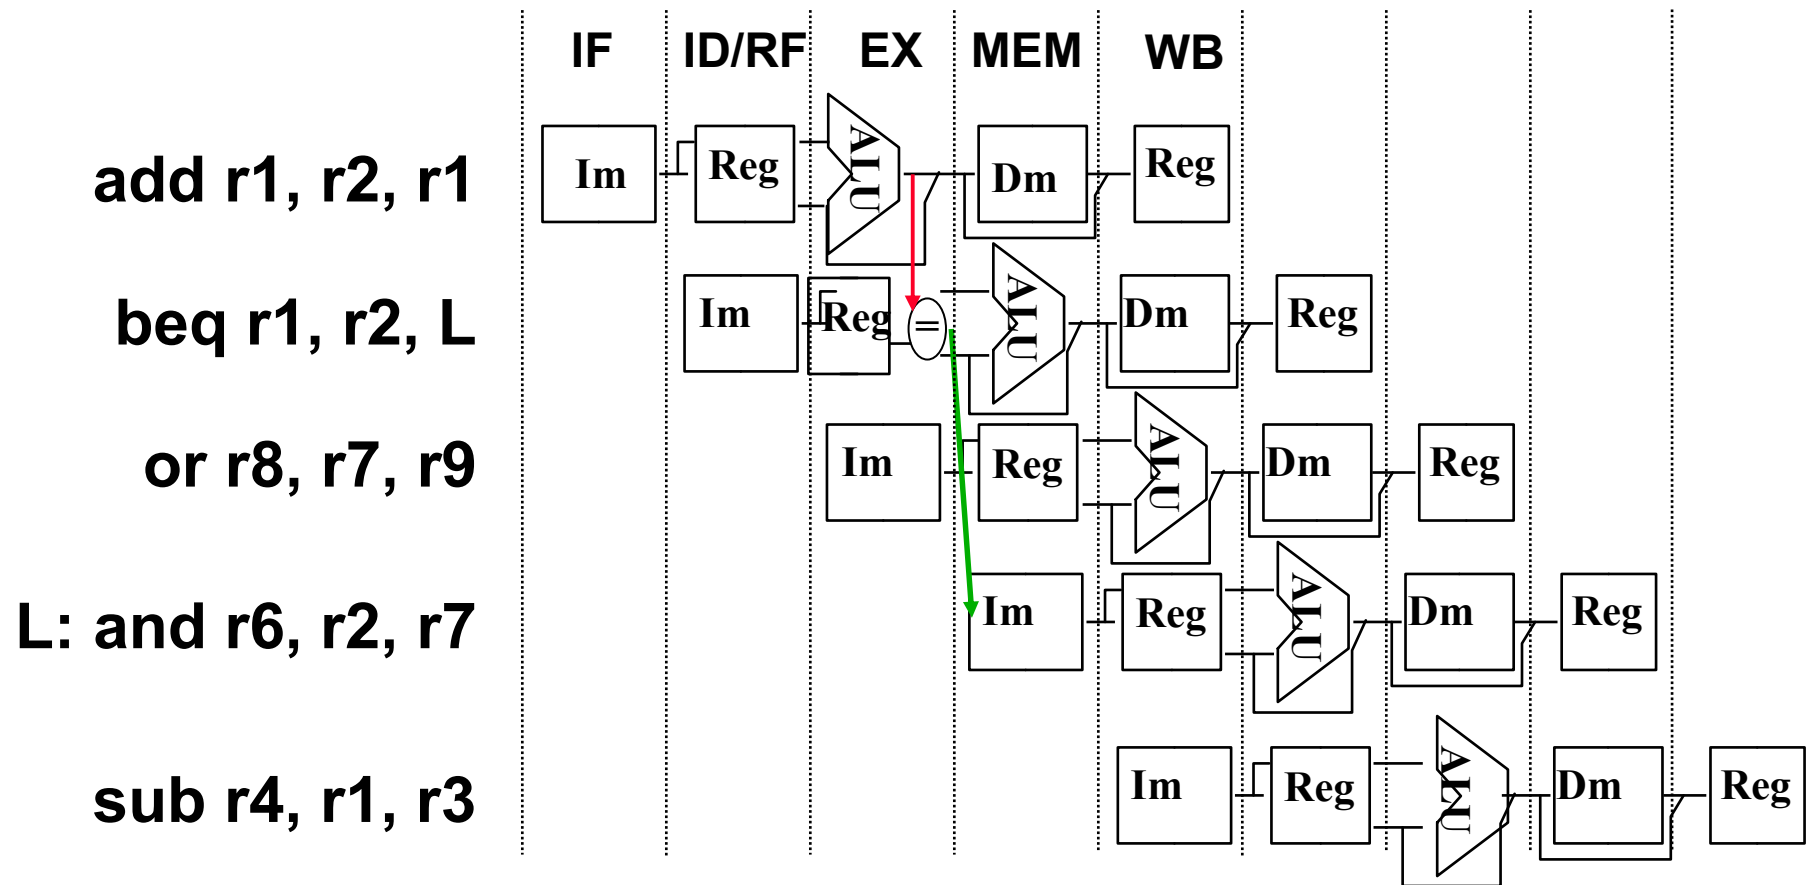 IF ID/RF EX MEM WB
add r1, r2, r1 Im Reg ALU Dm Reg
beq r1, r2, L Im Reg = ALU Dm Reg
or r8, r7, r9 Im Reg ALU Dm Reg
L: and r6, r2, r7 Im Reg ALU Dm Reg
sub r4, r1, r3 Im Reg ALU Dm Reg